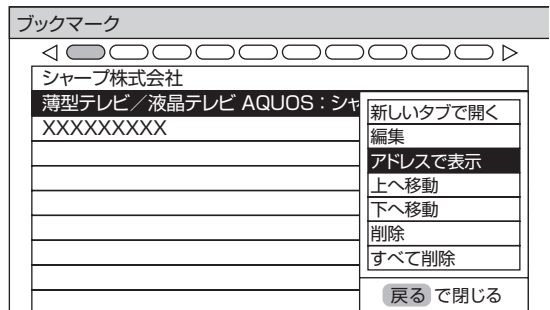 ブックマーク
シャープ株式会社
薄型テレビ／液晶テレビ AQUOS：シャ
XXXXXXXXX
新しいタブで開く
編集
アドレスで表示
上へ移動
下へ移動
削除
すべて削除
戻る で閉じる